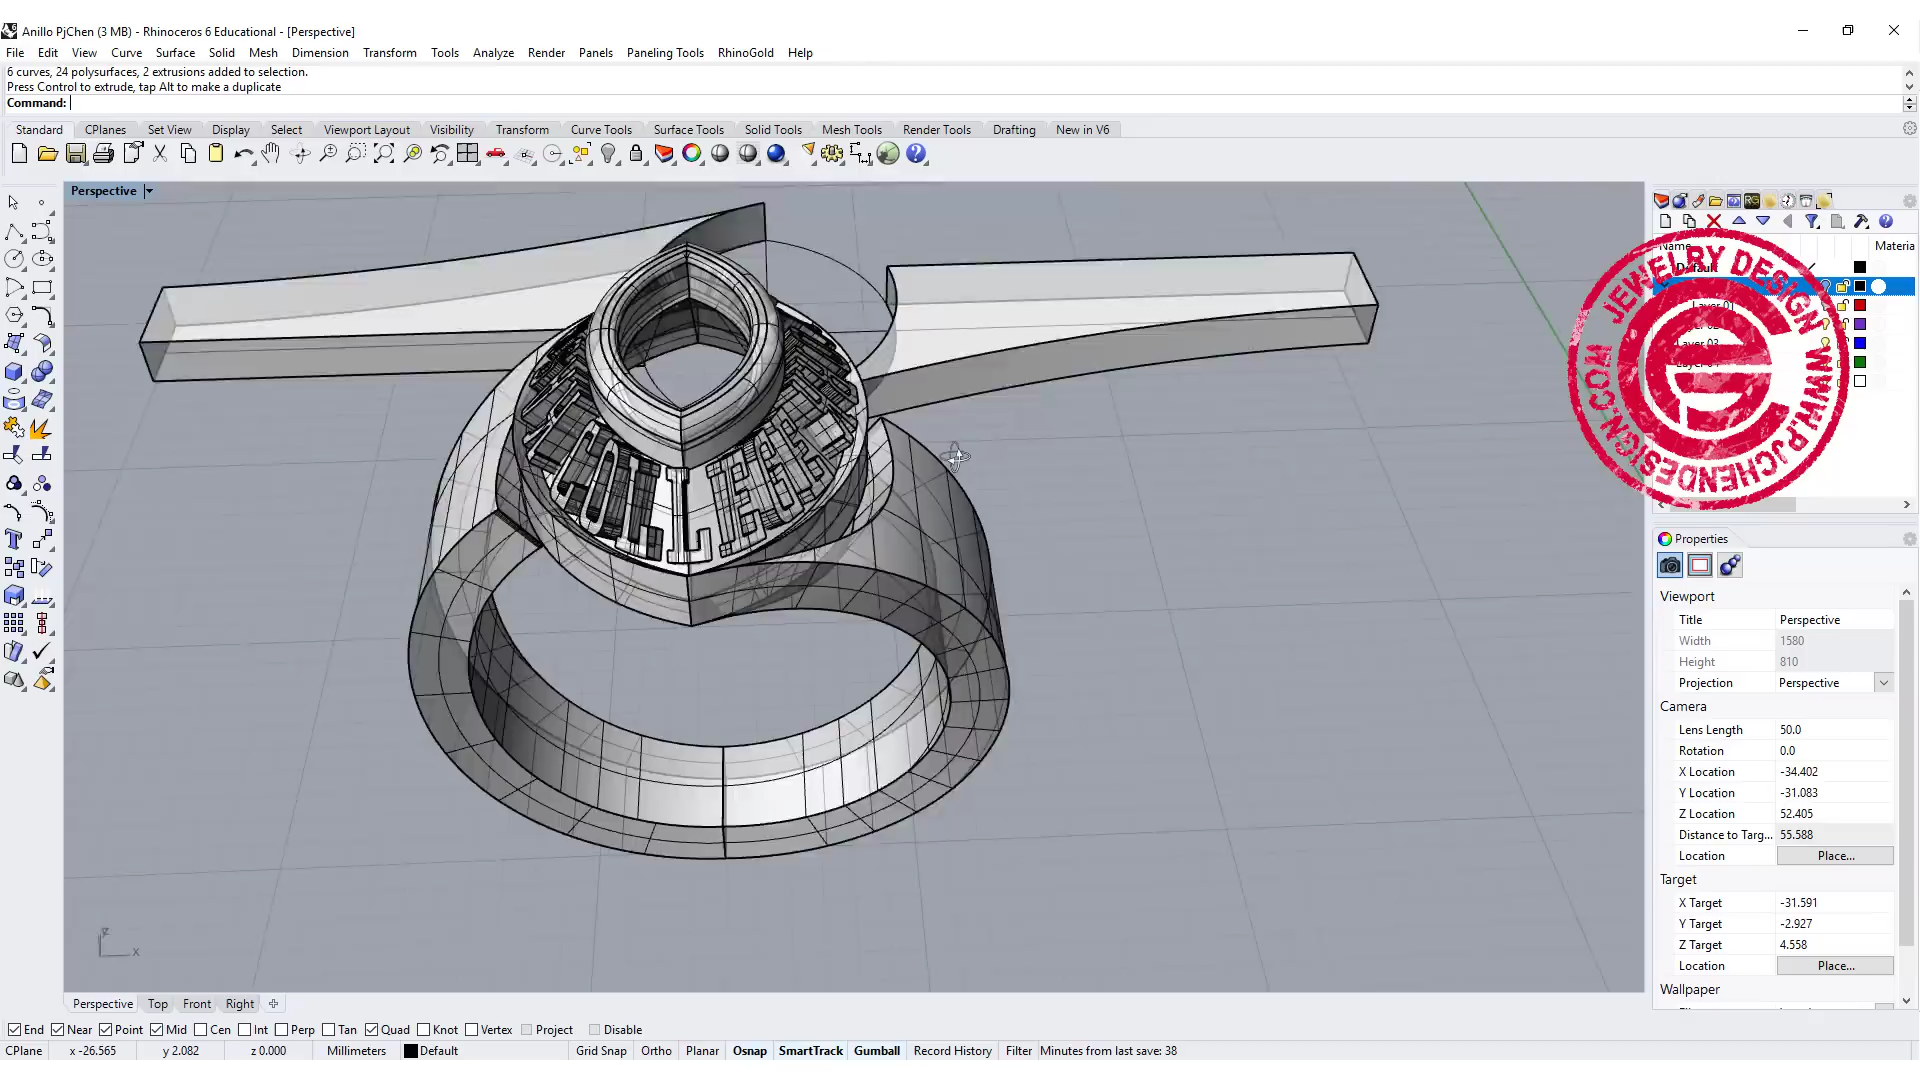 Anillo PjChen (3 MB) - Rhinoceros 6 Educational - [Perspective]
File Edit View Curve Surface Solid Mesh Dimension Transform Tools Analyze Render Panels Paneling Tools RhinoGold Help
6 curves, 24 polysurfaces, 2 extrusions added to selection.
Press Control to extrude, tap Alt to make a duplicate
Command:
Standard CPlanes Set View Display Select Viewport Layout Visibility Transform Curve Tools Surface Tools Solid Tools Mesh Tools Render Tools Drafting New in V6
Perspective
COLLEGE
Name Materia
Default
Layer 01
Layer 03
JEWELRY DESIGN
WWW.PJCHENDESIGN.COM
Properties
Viewport
Title Perspective
Width 1580
Height 810
Projection Perspective
Camera
Lens Length 50.0
Rotation 0.0
X Location -34.402
Y Location -31.083
Z Location 52.405
Distance to Targ... 55.588
Location Place...
Target
X Target -31.591
Y Target -2.927
Z Target 4.558
Location Place...
Wallpaper
z
x
Perspective Top Front Right
End Near Point Mid Cen Int Perp Tan Quad Knot Vertex Project Disable
CPlane x -26.565 y 2.082 z 0.000 Millimeters Default Grid Snap Ortho Planar Osnap SmartTrack Gumball Record History Filter Minutes from last save: 38